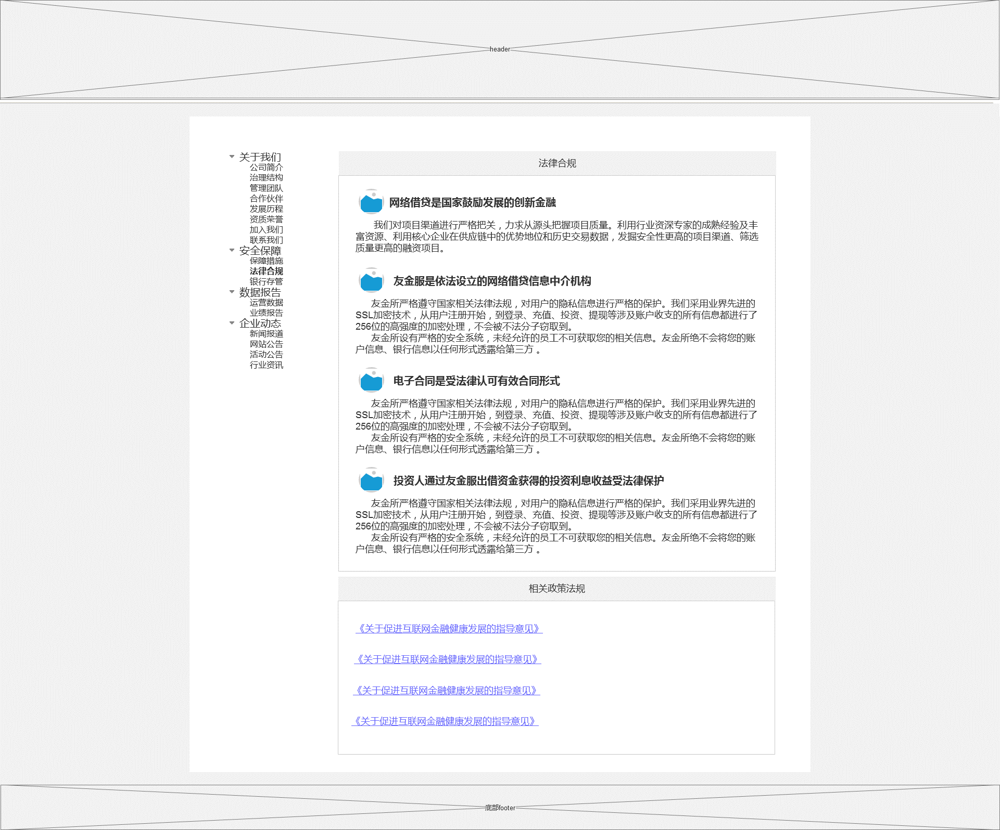 header
关于我们
公司简介
治理结构
管理团队
合作伙伴
发展历程
资质荣誉
加入我们
联系我们
安全保障
保障措施
法律合规
银行存管
数据报告
运营数据
业绩报告
企业动态
新闻报道
网站公告
活动公告
行业资讯
法律合规
网络借贷是国家鼓励发展的创新金融
我们对项目渠道进行严格把关，力求从源头把握项目质量。利用行业资深专家的成熟经验及丰
富资源、利用核心企业在供应链中的优势地位和历史交易数据，发掘安全性更高的项目渠道、筛选
质量更高的融资项目。
友金服是依法设立的网络借贷信息中介机构
友金所严格遵守国家相关法律法规，对用户的隐私信息进行严格的保护。我们采用业界先进的
SSL加密技术，从用户注册开始，到登录、充值、投资、提现等涉及账户收支的所有信息都进行了
256位的高强度的加密处理，不会被不法分子窃取到。
友金所设有严格的安全系统，未经允许的员工不可获取您的相关信息。友金所绝不会将您的账
户信息、银行信息以任何形式透露给第三方 。
电子合同是受法律认可有效合同形式
友金所严格遵守国家相关法律法规，对用户的隐私信息进行严格的保护。我们采用业界先进的
SSL加密技术，从用户注册开始，到登录、充值、投资、提现等涉及账户收支的所有信息都进行了
256位的高强度的加密处理，不会被不法分子窃取到。
友金所设有严格的安全系统，未经允许的员工不可获取您的相关信息。友金所绝不会将您的账
户信息、银行信息以任何形式透露给第三方 。
投资人通过友金服出借资金获得的投资利息收益受法律保护
友金所严格遵守国家相关法律法规，对用户的隐私信息进行严格的保护。我们采用业界先进的
SSL加密技术，从用户注册开始，到登录、充值、投资、提现等涉及账户收支的所有信息都进行了
256位的高强度的加密处理，不会被不法分子窃取到。
友金所设有严格的安全系统，未经允许的员工不可获取您的相关信息。友金所绝不会将您的账
户信息、银行信息以任何形式透露给第三方 。
相关政策法规
《关于促进互联网金融健康发展的指导意见》
《关于促进互联网金融健康发展的指导意见》
《关于促进互联网金融健康发展的指导意见》
《关于促进互联网金融健康发展的指导意见》
底部footer